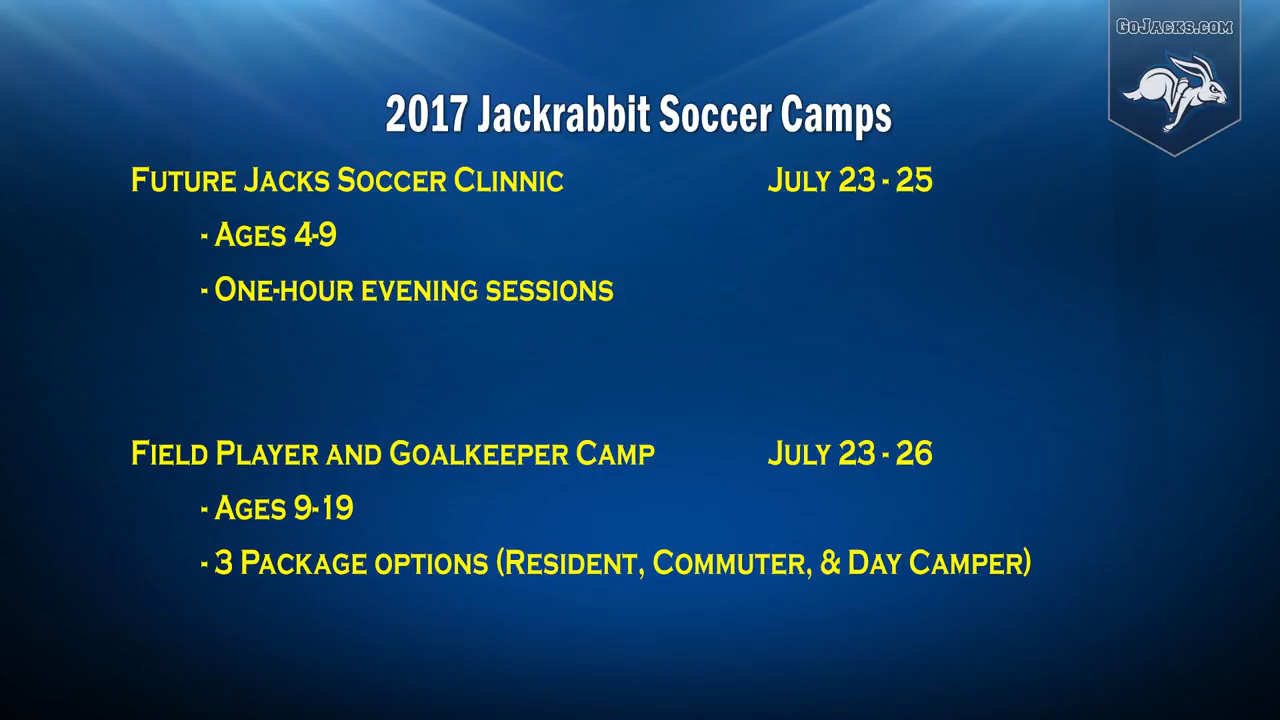 GoJacks.com
2017 Jackrabbit Soccer Camps
Future Jacks Soccer Clinnic July 23 - 25
- Ages 4-9
- One-hour evening sessions
Field Player and Goalkeeper Camp July 23 - 26
- Ages 9-19
- 3 Package options (Resident, Commuter, & Day Camper)